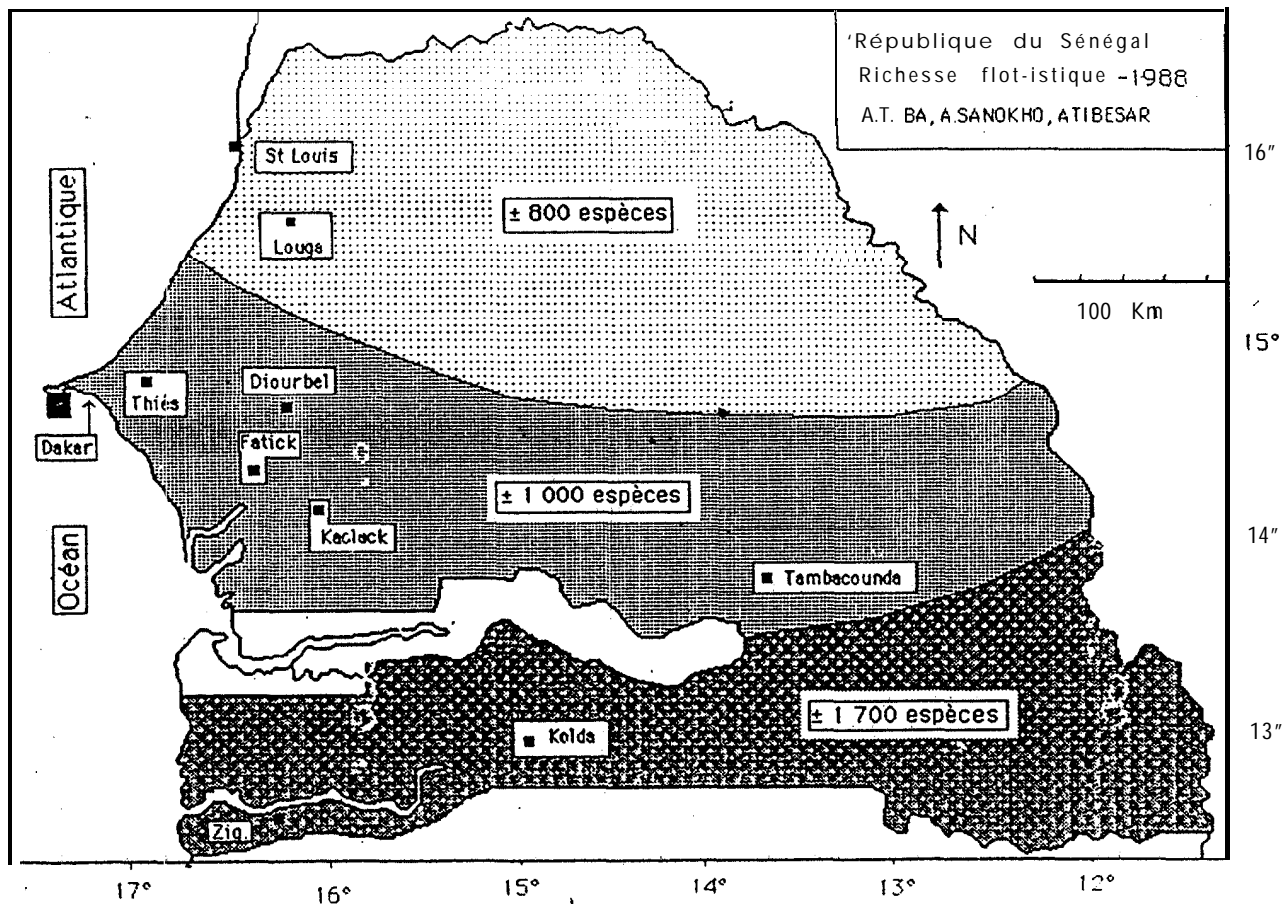 'République du Sénégal
Richesse flot-istique -1988
A.T. BA, A.SANOKHO, ATIBESAR
Atlantique
Océan
St Louis
Louga
± 800 espèces
N
100 Km
16"
15°
14"
13"
Thiés
Diourbel
Dakar
Fatick
Kaclack
± 1 000 espèces
Tambacounda
± 1 700 espèces
Kolda
Zig.
17°
16°
15°
14°
13°
12°